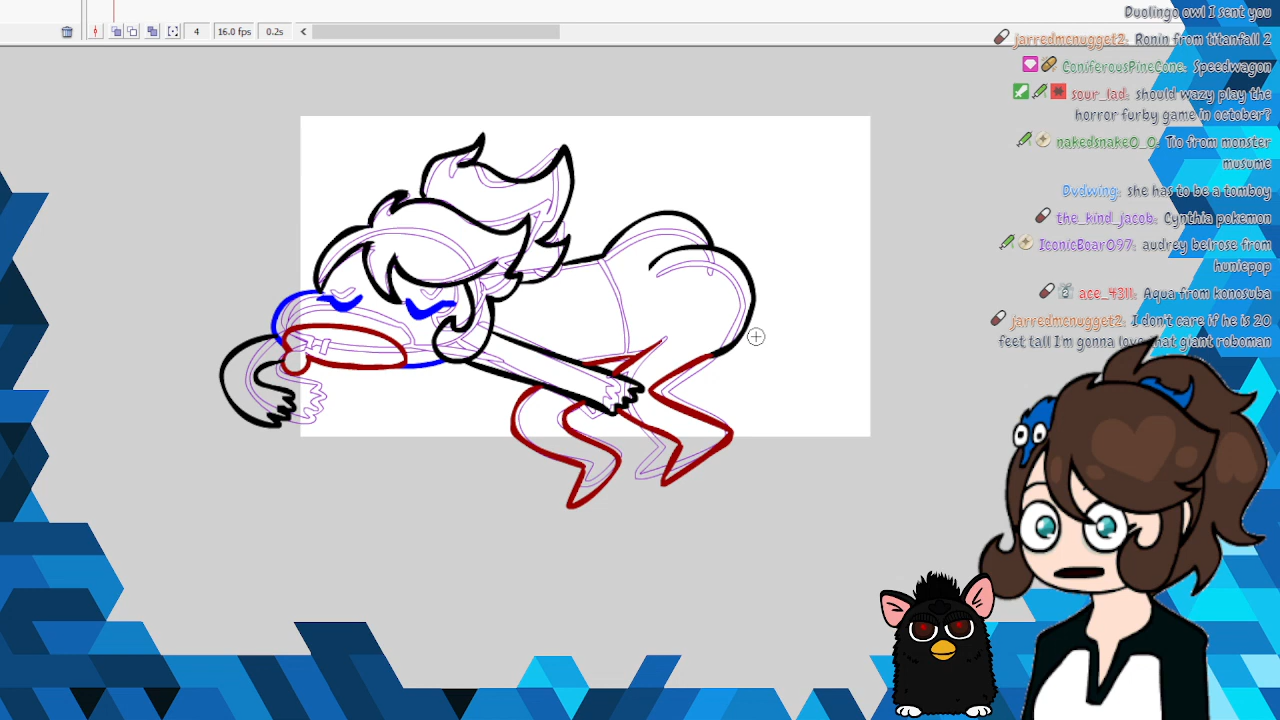 4 16.0 fps 0.2s
Duolingo owl I sent you
jarredmcnugget2: Ronin from titanfall 2
ConiferousPineCone: Speedwagon
sour_lad: should wazy play the
horror furby game in october?
nakedsnake0_0: Tio from monster
musume
Dvdwing: she has to be a tomboy
the_kind_jacob: Cynthia pokemon
IconicBoar097: audrey belrose from
huniepop
ace_4311: Aqua from konosuba
jarredmcnugget2: I don't care if he is 20
feet tall I'm gonna love that giant roboman